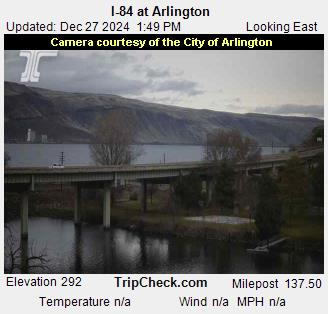 I-84 at Arlington
Updated: Dec 27 2024 1:49 PM Looking East
Camera courtesy of the City of Arlington
Elevation 292 TripCheck.com Milepost 137.50
Temperature n/a Wind n/a MPH n/a